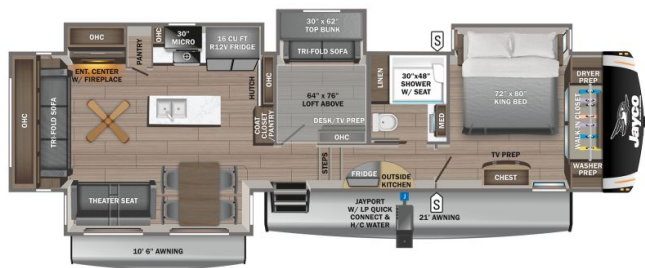 OHC
PANTRY
OHC
30"
MICRO
16 CU FT
R12V FRIDGE
30" x 62"
TOP BUNK
TRI-FOLD SOFA
ENT. CENTER
W/ FIREPLACE
OHC
TRI-FOLD SOFA
HUTCH
OHC
64" x 76"
LOFT ABOVE
COAT
CLOSET
/PANTRY
DESK/TV PREP
OHC
LINEN
30"x48"
SHOWER
W/ SEAT
MED
S
72" x 80"
KING BED
DRYER
PREP
WALK-IN CLOSET
WASHER
PREP
Jayco
TV PREP
CHEST
STEPS
FRIDGE
OUTSIDE
KITCHEN
THEATER SEAT
JAYPORT
W/ LP QUICK
CONNECT &
H/C WATER
J
S
21' AWNING
10' 6" AWNING